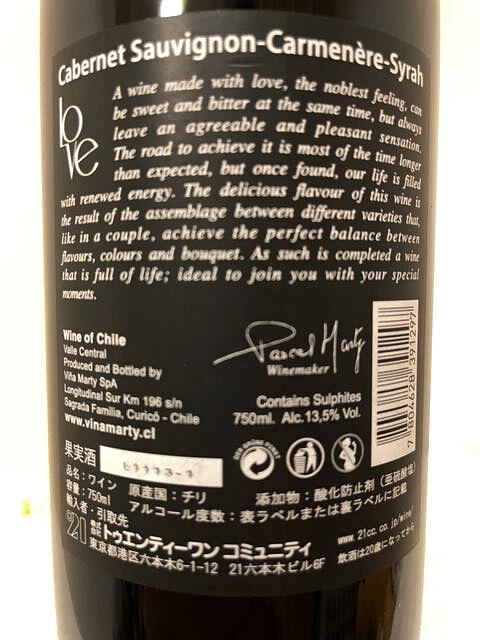 Cabernet Sauvignon-Carmenère-Syrah
love
A wine made with love, the noblest feeling, can
be sweet and bitter at the same time, but always
leave an agreeable and pleasant sensation.
The road to achieve it is most of the time longer
than expected, but once found, our life is filled
with renewed energy. The delicious flavour of this wine is
the result of the assemblage between different varieties that,
like in a couple, achieve the perfect balance between
flavours, colours and bouquet. As such is completed a wine
that is full of life; ideal to join you with your special
moments.
Wine of Chile
Valle Central
Produced and Bottled by
Viña Marty SpA
Longitudinal Sur Km 196 s/n
Sagrada Familia, Curicó - Chile
www.vinamarty.cl
Pascal Marty
Winemaker
Contains Sulphites
750ml. Alc.13,5% Vol.
7 804628 391297
果実酒
品名：ワイン 原産国：チリ 添加物：酸化防止剤（亜硫酸塩）
容量：750ml アルコール度数：表ラベルまたは裏ラベルに記載
輸入者：引取先
21 株式会社 トゥエンティーワン コミュニティ www.21cc.co.jp/wine/
東京都港区六本木6-1-12 21六本木ビル6F 飲酒は20歳になってから